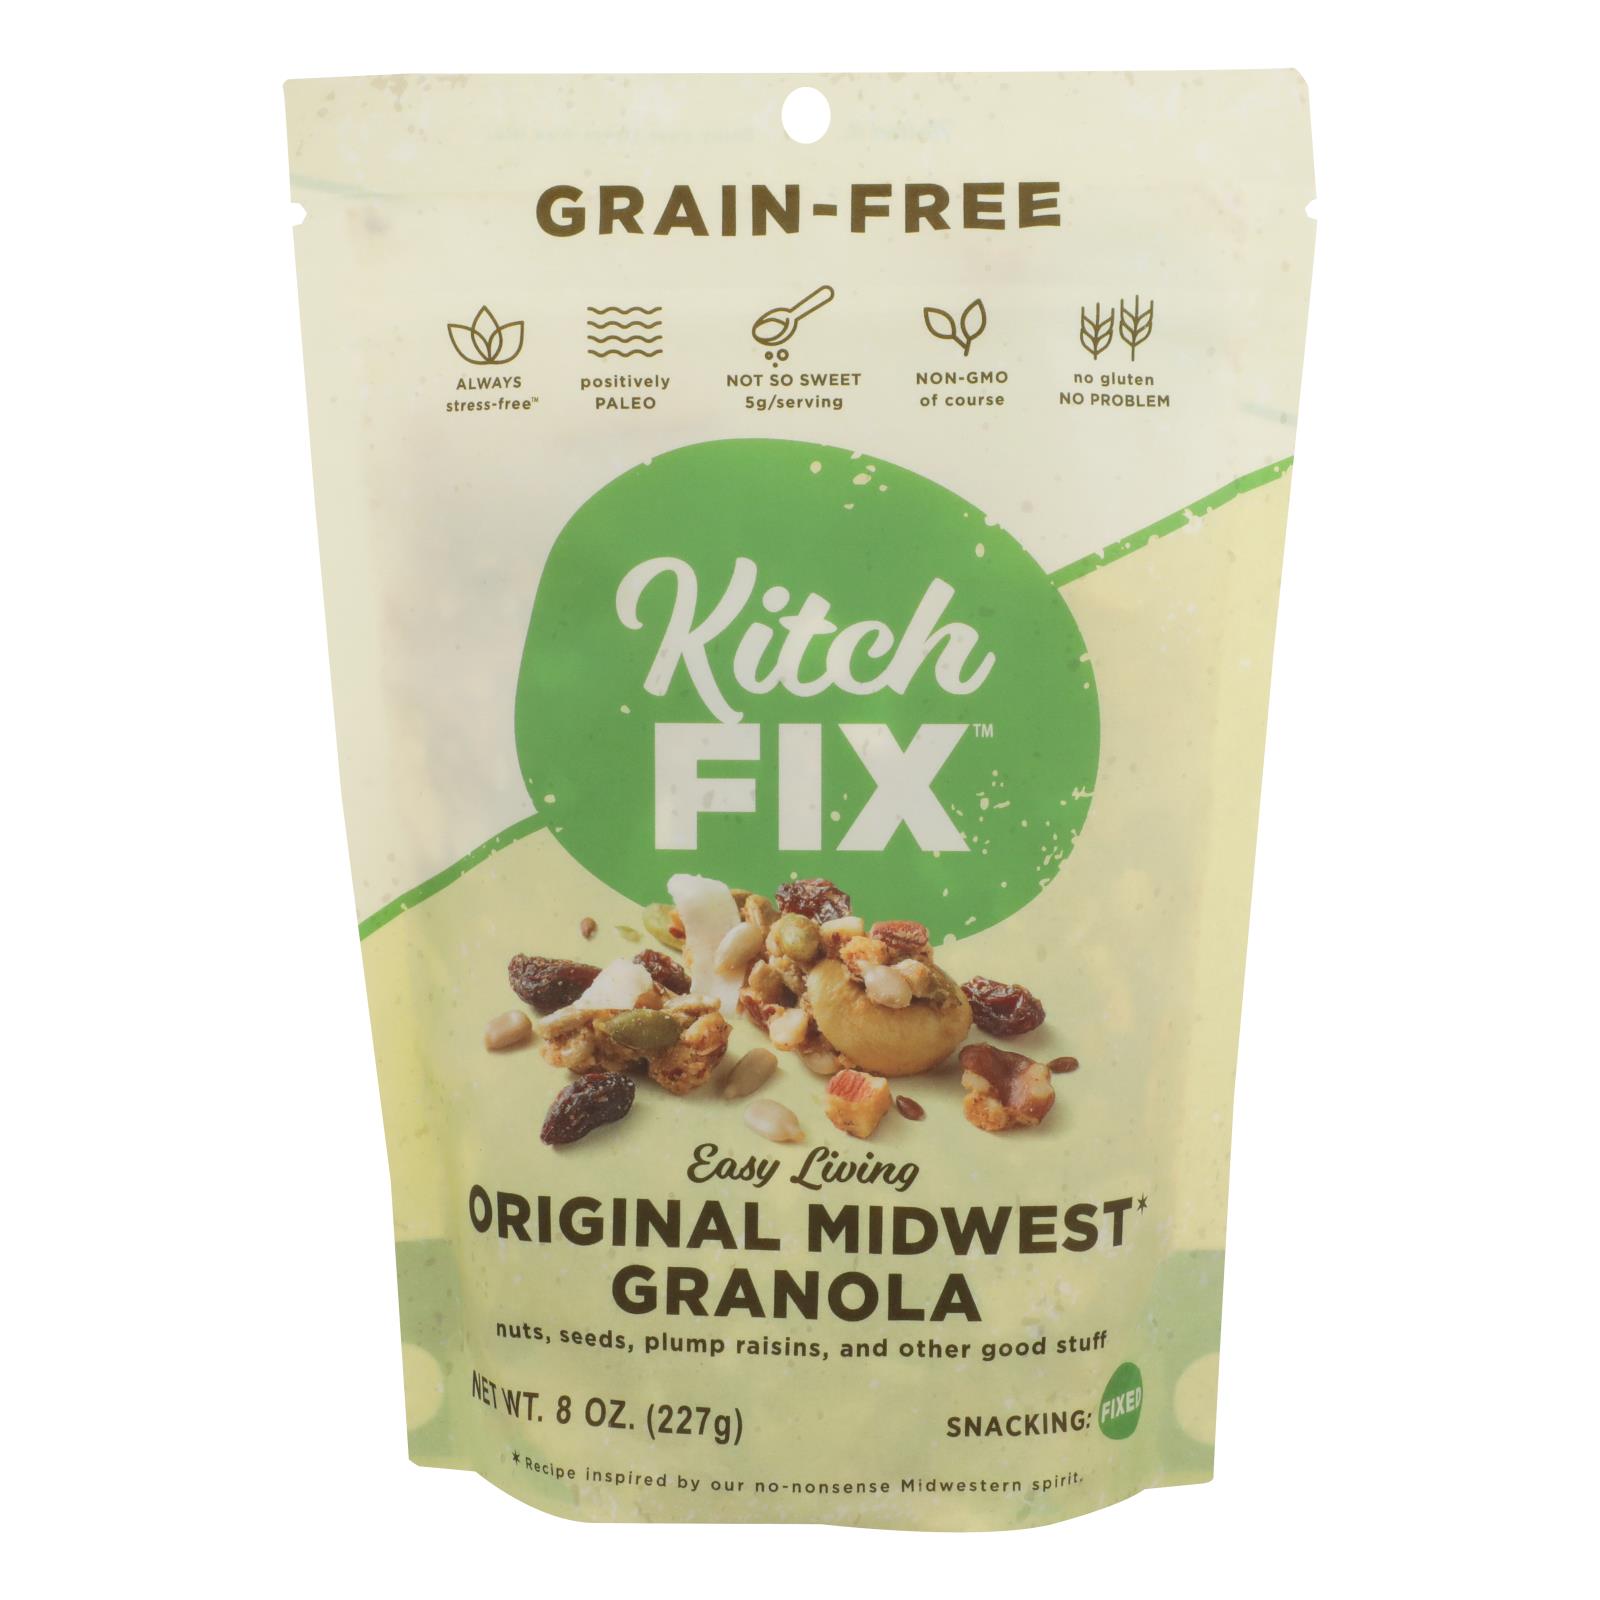 GRAIN-FREE
ALWAYS
stress-free™
positively
PALEO
NOT SO SWEET
5g/serving
NON-GMO
of course
no gluten
NO PROBLEM
Kitch
FIX™
Easy Living
ORIGINAL MIDWEST*
GRANOLA
nuts, seeds, plump raisins, and other good stuff
NET WT. 8 OZ. (227g)
SNACKING: FIXED
*Recipe inspired by our no-nonsense Midwestern spirit.